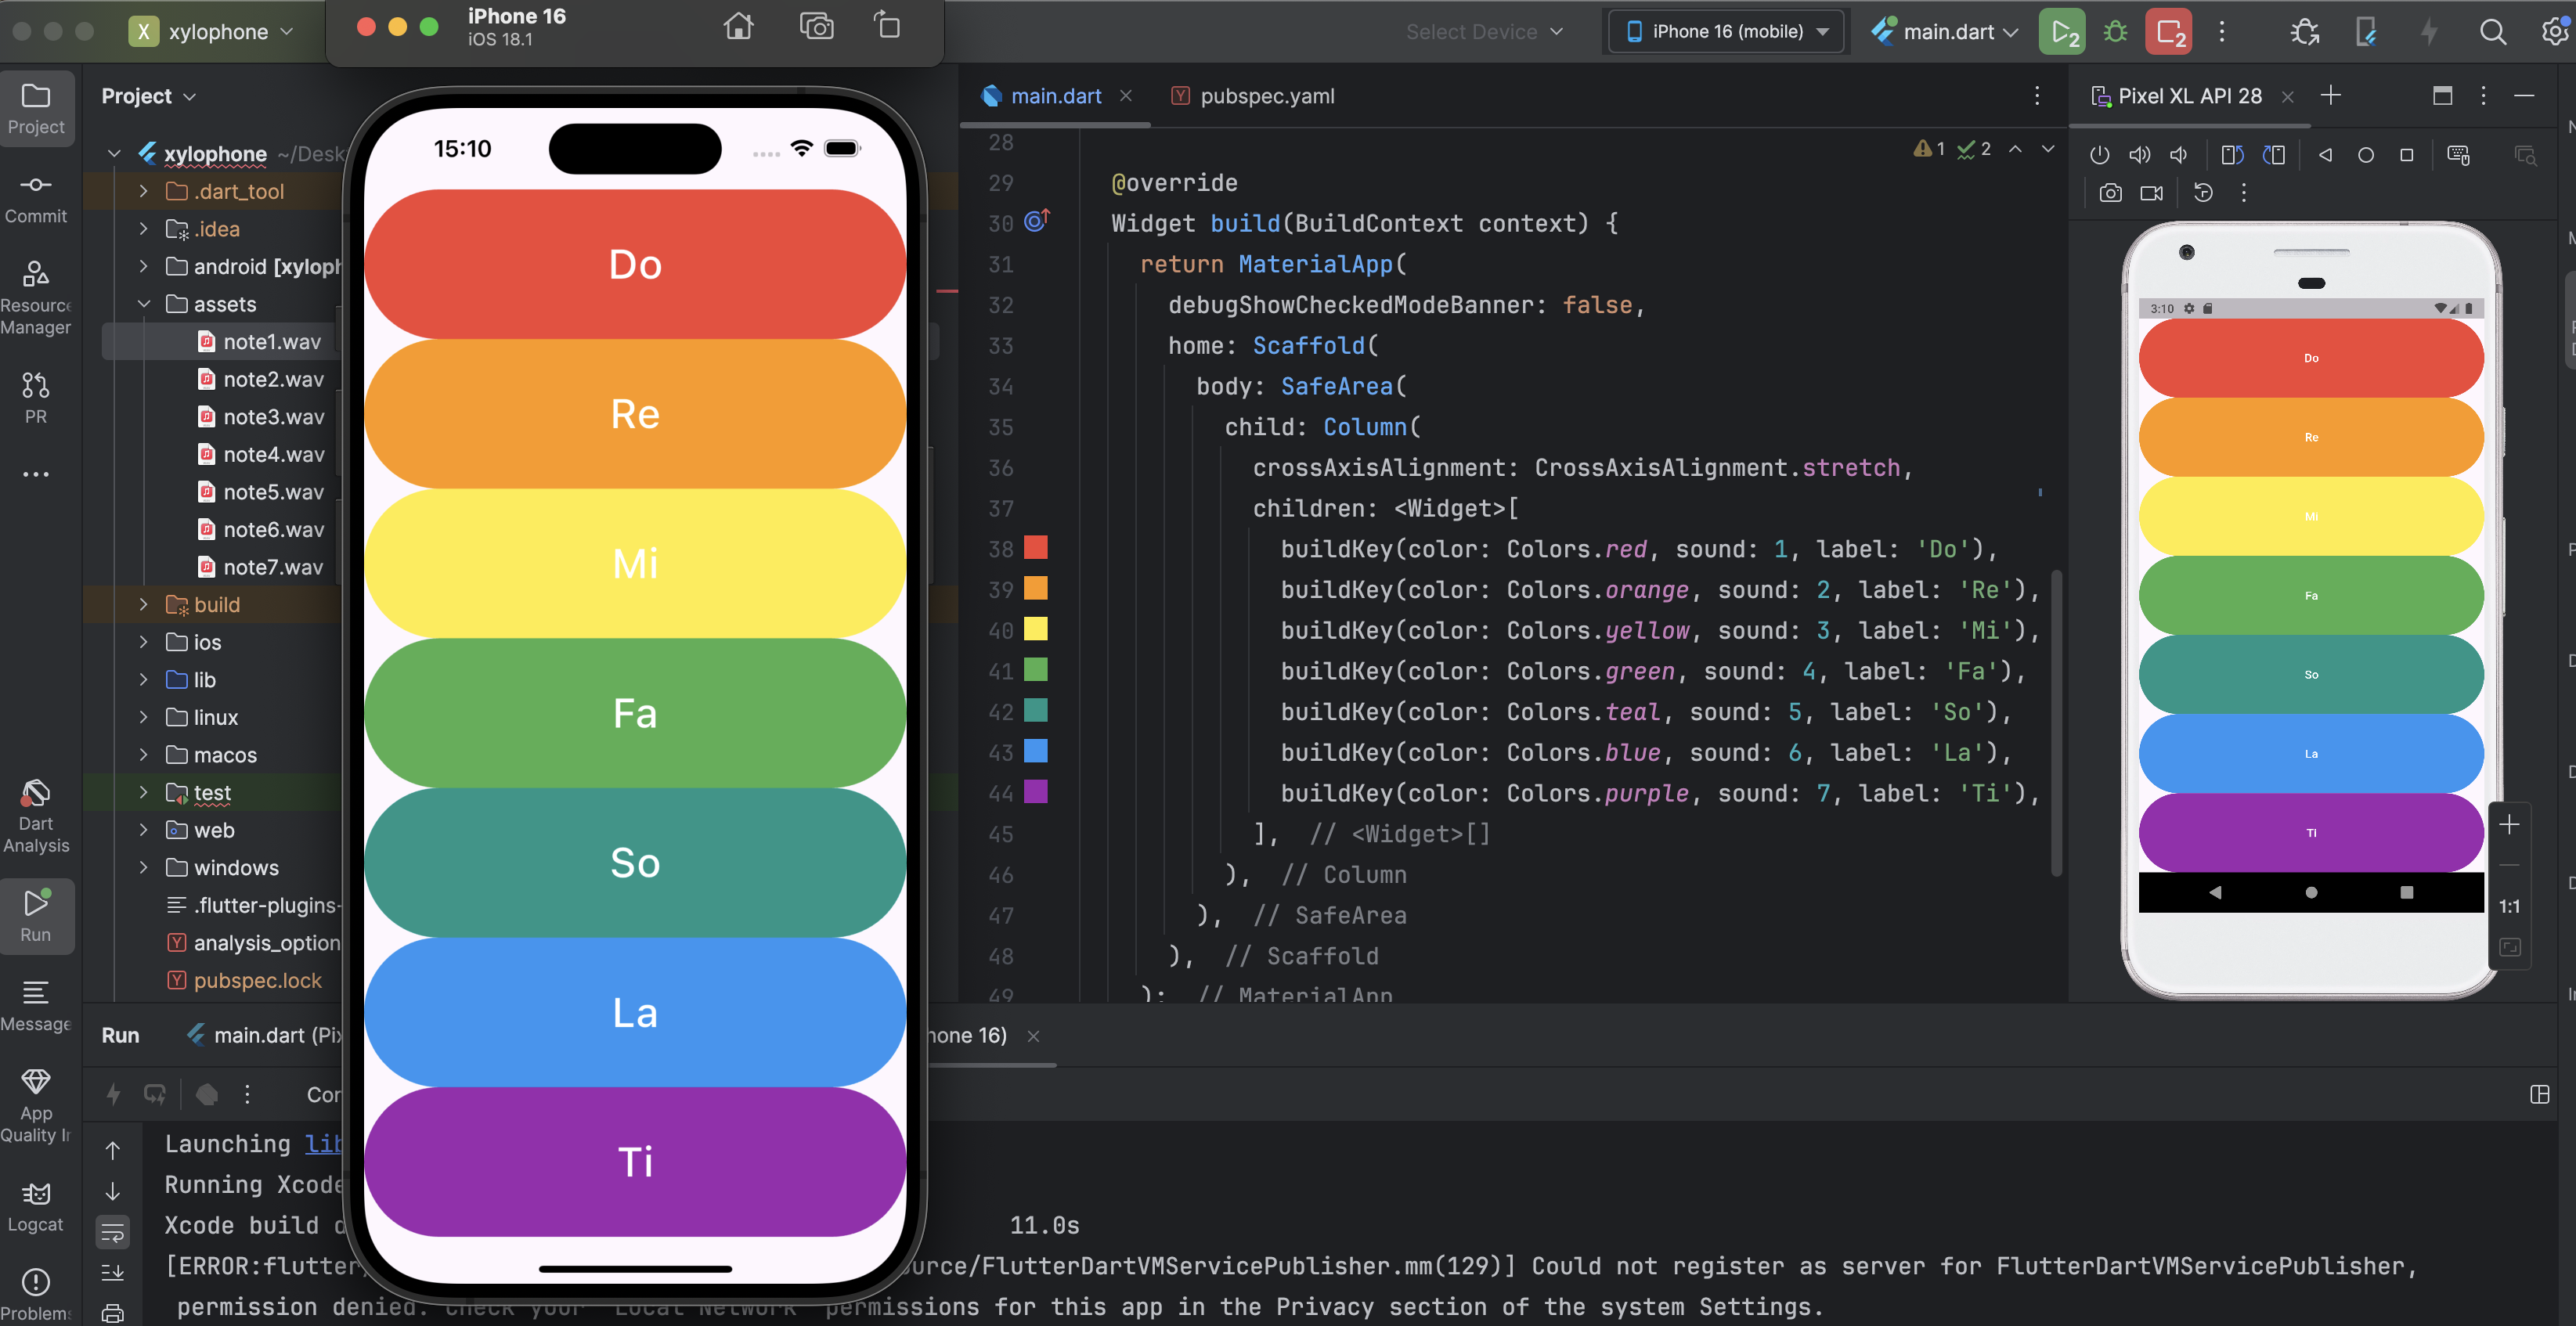 X xylophone
iPhone 16
iOS 18.1
Select Device
iPhone 16 (mobile)
main.dart
2
2
Project
Commit
Resource
Manager
PR
Dart
Analysis
Run
Message
App
Quality
Logcat
Problem
Project
xylophone ~/Desk
.dart_tool
.idea
android [xyloph
assets
note1.wav
note2.wav
note3.wav
note4.wav
note5.wav
note6.wav
note7.wav
build
ios
lib
linux
macos
test
web
windows
.flutter-plugins-
analysis_option
pubspec.lock
15:10
Do
Re
Mi
Fa
So
La
Ti
main.dart
pubspec.yaml
1 2
28
29 @override
30 Widget build(BuildContext context) {
31 return MaterialApp(
32 debugShowCheckedModeBanner: false,
33 home: Scaffold(
34 body: SafeArea(
35 child: Column(
36 crossAxisAlignment: CrossAxisAlignment.stretch,
37 children: <Widget>[
38 buildKey(color: Colors.red, sound: 1, label: 'Do'),
39 buildKey(color: Colors.orange, sound: 2, label: 'Re'),
40 buildKey(color: Colors.yellow, sound: 3, label: 'Mi'),
41 buildKey(color: Colors.green, sound: 4, label: 'Fa'),
42 buildKey(color: Colors.teal, sound: 5, label: 'So'),
43 buildKey(color: Colors.blue, sound: 6, label: 'La'),
44 buildKey(color: Colors.purple, sound: 7, label: 'Ti'),
45 ], // <Widget>[]
46 ), // Column
47 ), // SafeArea
48 ), // Scaffold
49 ); // MaterialApp
Pixel XL API 28
3:10
Do
Re
Mi
Fa
So
La
Ti
1:1
Run
main.dart (Pix
hone 16)
Con
Launching lib
Running Xcode
Xcode build d 11.0s
[ERROR:flutter/ ource/FlutterDartVMServicePublisher.mm(129)] Could not register as server for FlutterDartVMServicePublisher,
permission denied. Check your 'Local Network' permissions for this app in the Privacy section of the system Settings.